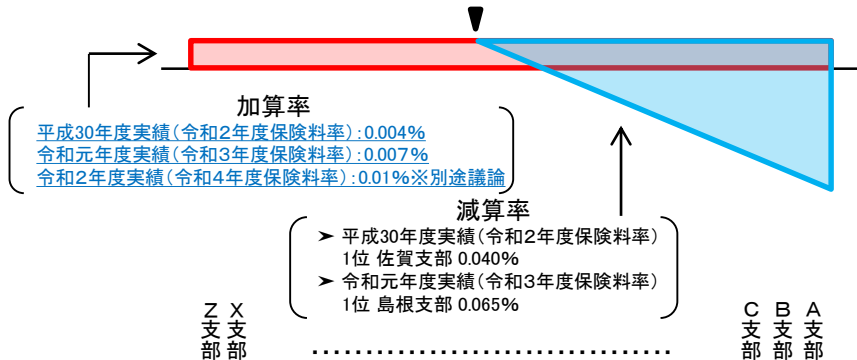 加算率
平成30年度実績(令和2年度保険料率):0.004%
令和元年度実績(令和3年度保険料率):0.007%
令和2年度実績(令和4年度保険料率):0.01%※別途議論
減算率
➢ 平成30年度実績(令和2年度保険料率)
1位 佐賀支部 0.040%
➢ 令和元年度実績(令和3年度保険料率)
1位 島根支部 0.065%
Z支部
X支部
……………………………
C支部
B支部
A支部